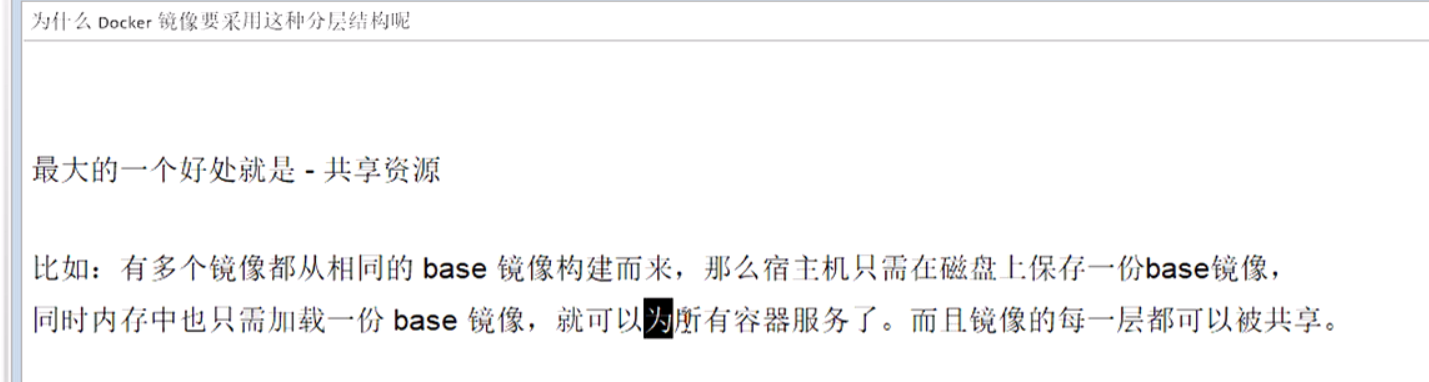 为什么 Docker 镜像要采用这种分层结构呢
最大的一个好处就是 - 共享资源
比如：有多个镜像都从相同的 base 镜像构建而来，那么宿主机只需在磁盘上保存一份base镜像，
同时内存中也只需加载一份 base 镜像，就可以为所有容器服务了。而且镜像的每一层都可以被共享。